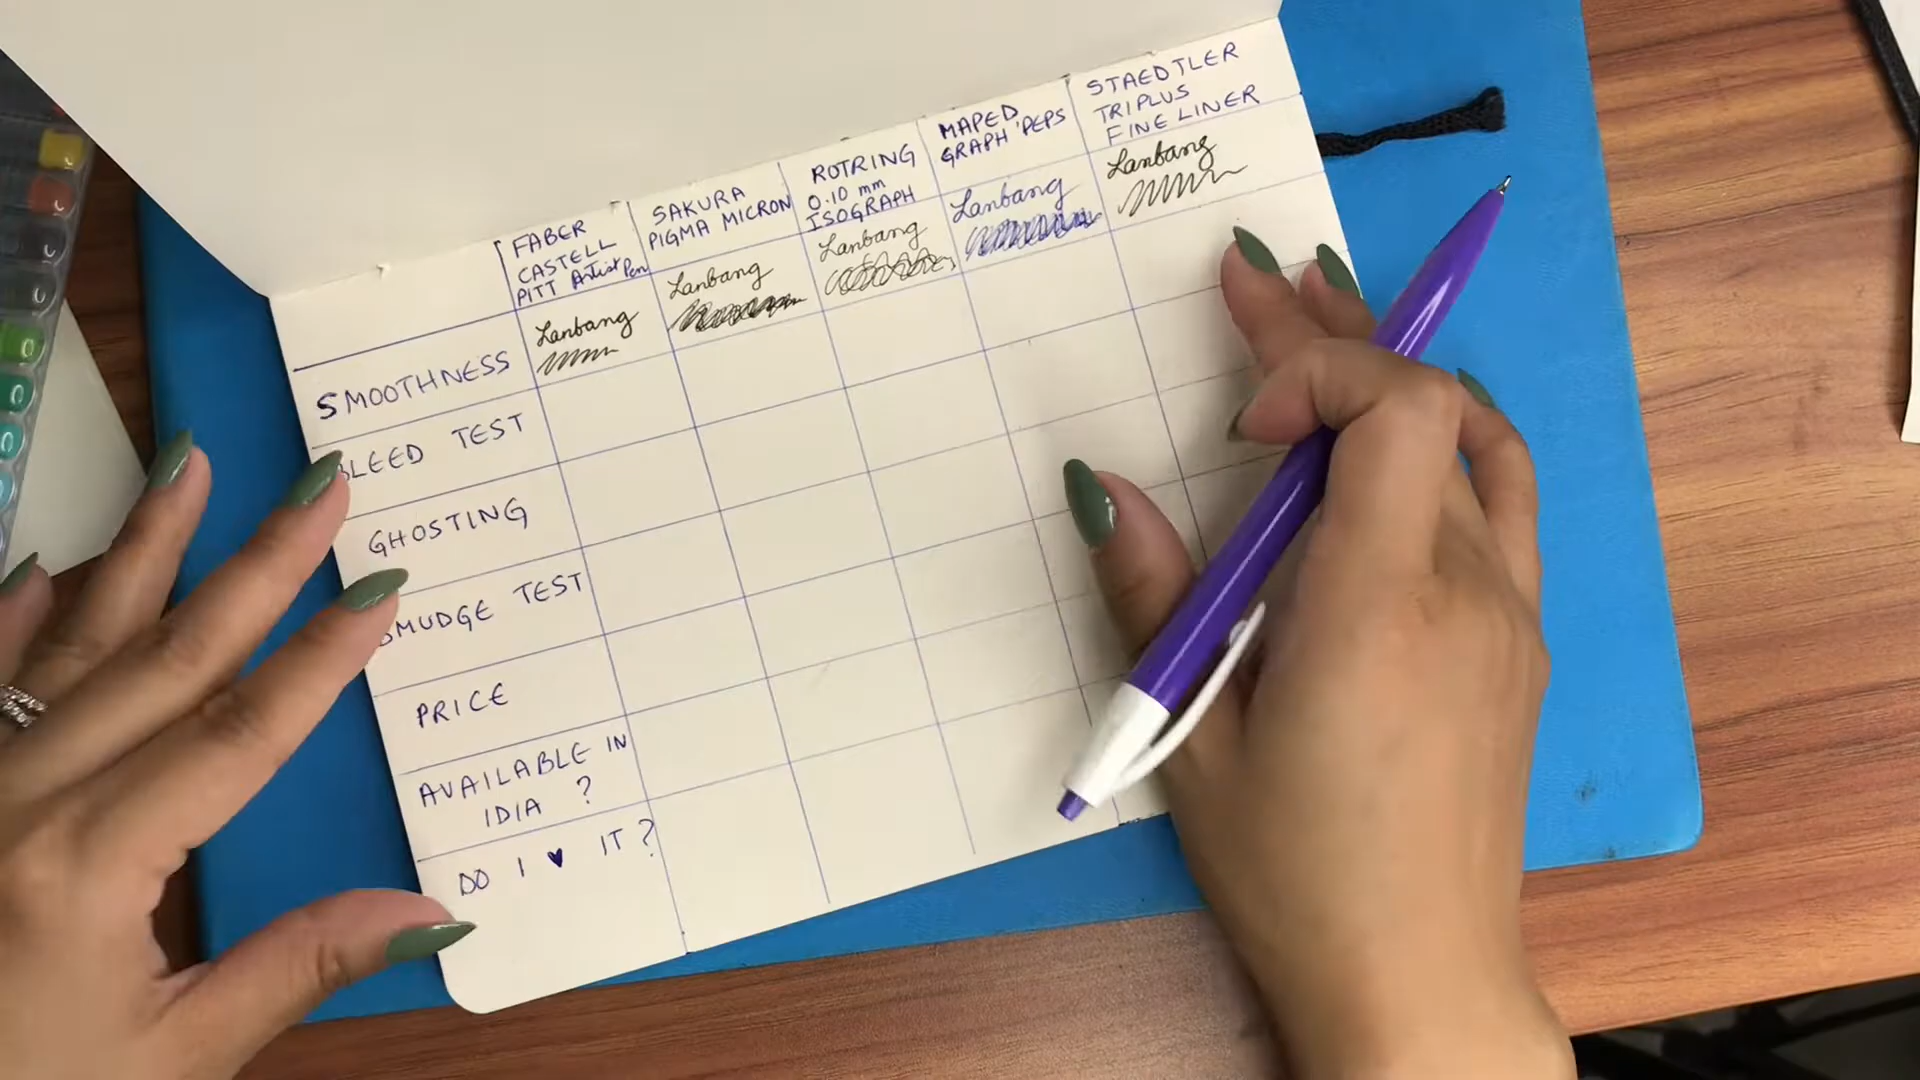 FABER
CASTELL
PITT Artist Pen
SAKURA
PIGMA MICRON
ROTRING
0.10 mm
ISOGRAPH
MAPED
GRAPH 'PEPS
STAEDTLER
TRIPLUS
FINE LINER
SMOOTHNESS
Lanbang
Lanbang
Lanbang
Lanbang
Lanbang
BLEED TEST
GHOSTING
SMUDGE TEST
PRICE
AVAILABLE IN
IDIA ?
DO I ♥ IT ?